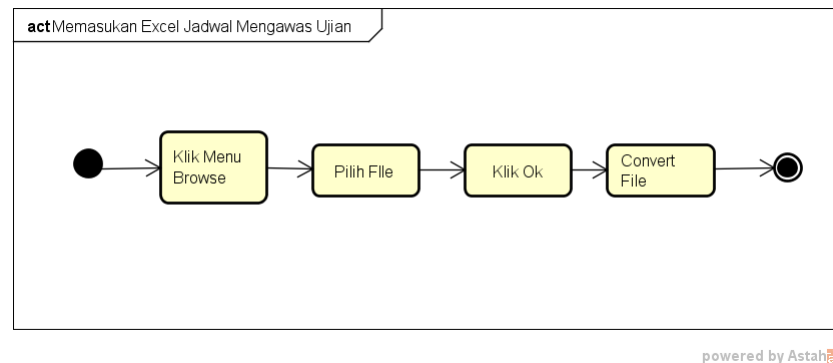 act Memasukan Excel Jadwal Mengawas Ujian
Klik Menu
Browse
Pilih FIle
Klik Ok
Convert
File
powered by Astah